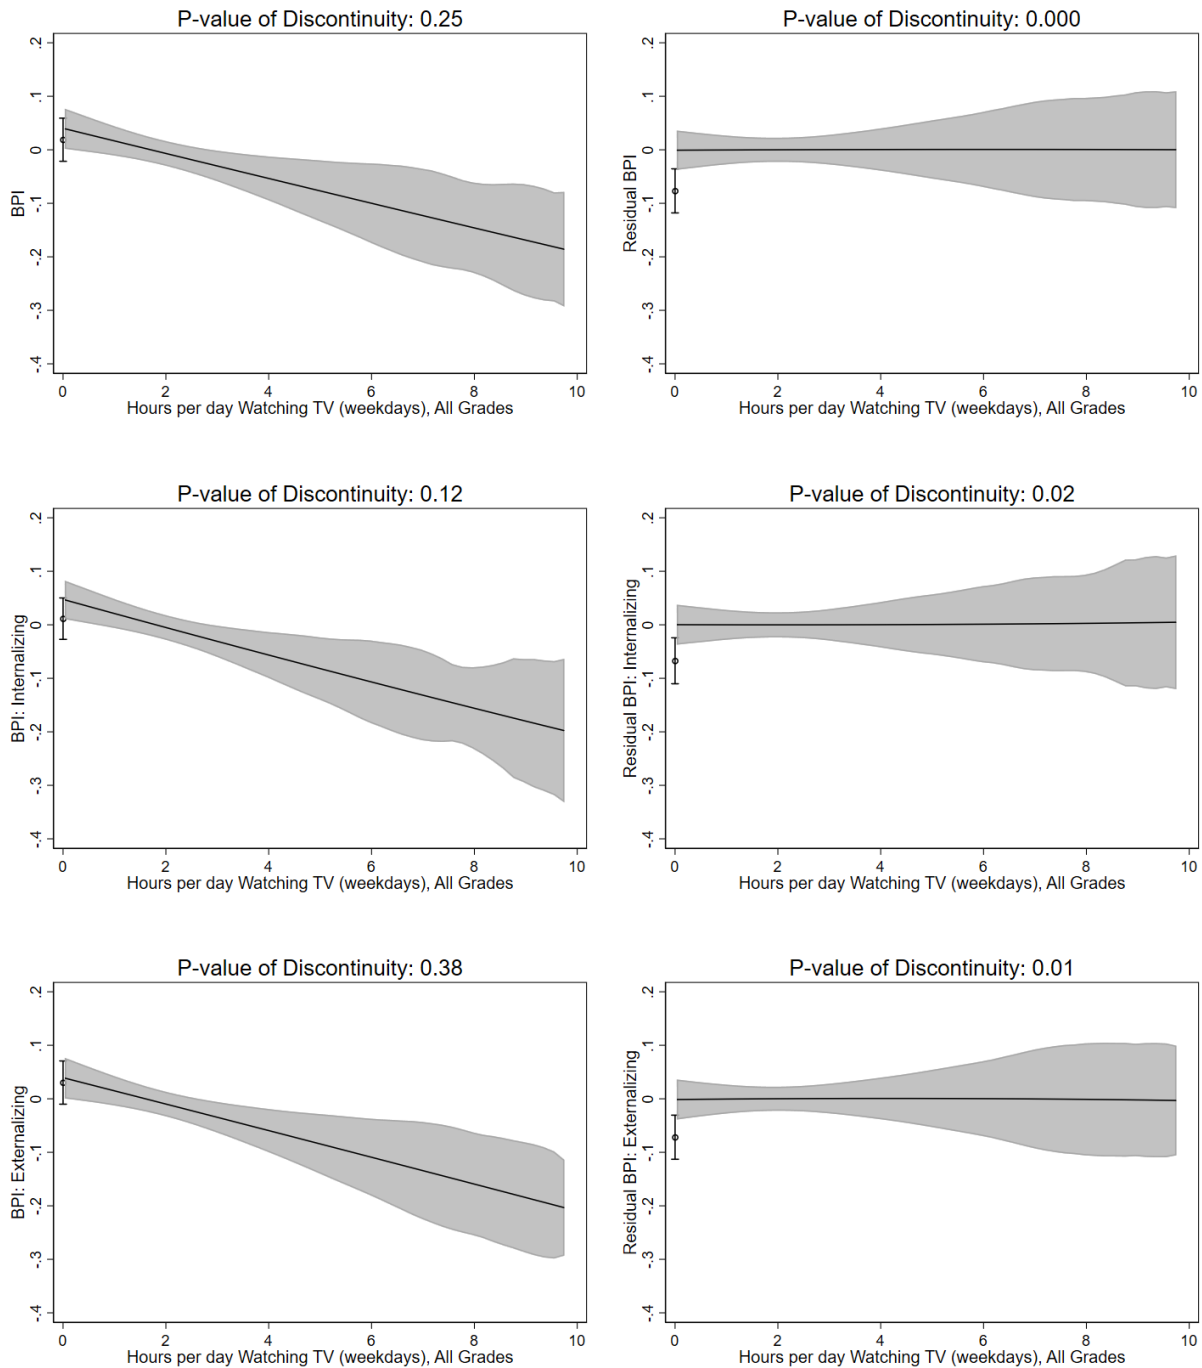 P-value of Discontinuity: 0.25
BPI
.2
.1
0
-.1
-.2
-.3
-.4
0 2 4 6 8 10
Hours per day Watching TV (weekdays), All Grades
P-value of Discontinuity: 0.000
Residual BPI
.2
.1
0
-.1
-.2
-.3
-.4
0 2 4 6 8 10
Hours per day Watching TV (weekdays), All Grades
P-value of Discontinuity: 0.12
BPI: Internalizing
.2
.1
0
-.1
-.2
-.3
-.4
0 2 4 6 8 10
Hours per day Watching TV (weekdays), All Grades
P-value of Discontinuity: 0.02
Residual BPI: Internalizing
.2
.1
0
-.1
-.2
-.3
-.4
0 2 4 6 8 10
Hours per day Watching TV (weekdays), All Grades
P-value of Discontinuity: 0.38
BPI: Externalizing
.2
.1
0
-.1
-.2
-.3
-.4
0 2 4 6 8 10
Hours per day Watching TV (weekdays), All Grades
P-value of Discontinuity: 0.01
Residual BPI: Externalizing
.2
.1
0
-.1
-.2
-.3
-.4
0 2 4 6 8 10
Hours per day Watching TV (weekdays), All Grades